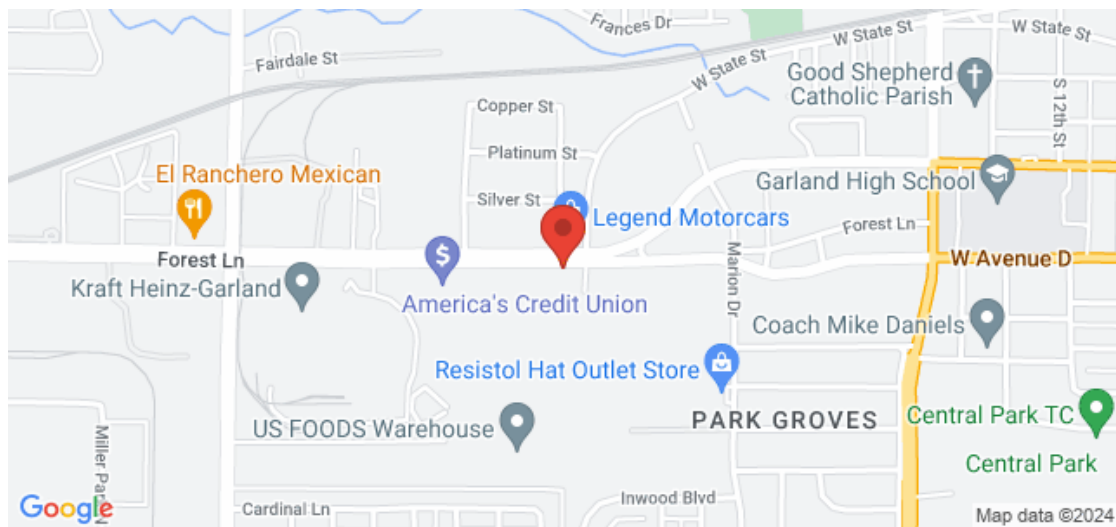 Frances Dr
W State St
W State St
Fairdale St
Good Shepherd
Catholic Parish
S 12th St
Copper St
Platinum St
El Ranchero Mexican
Silver St
Garland High School
Legend Motorcars
Forest Ln
Forest Ln
W Avenue D
Kraft Heinz-Garland
America's Credit Union
Marion Dr
Coach Mike Daniels
Resistol Hat Outlet Store
US FOODS Warehouse
PARK GROVES
Central Park TC
Central Park
Miller Park N
Inwood Blvd
Cardinal Ln
Google
Map data ©2024